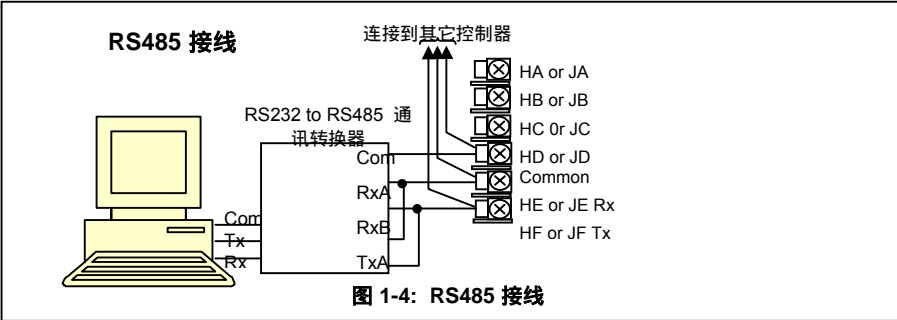 RS485 接线
连接到其它控制器
RS232 to RS485 通
讯转换器
Com
RxA
RxB
TxA
Com
Tx
Rx
HA or JA
HB or JB
HC 0r JC
HD or JD
Common
HE or JE Rx
HF or JF Tx
图 1-4: RS485 接线